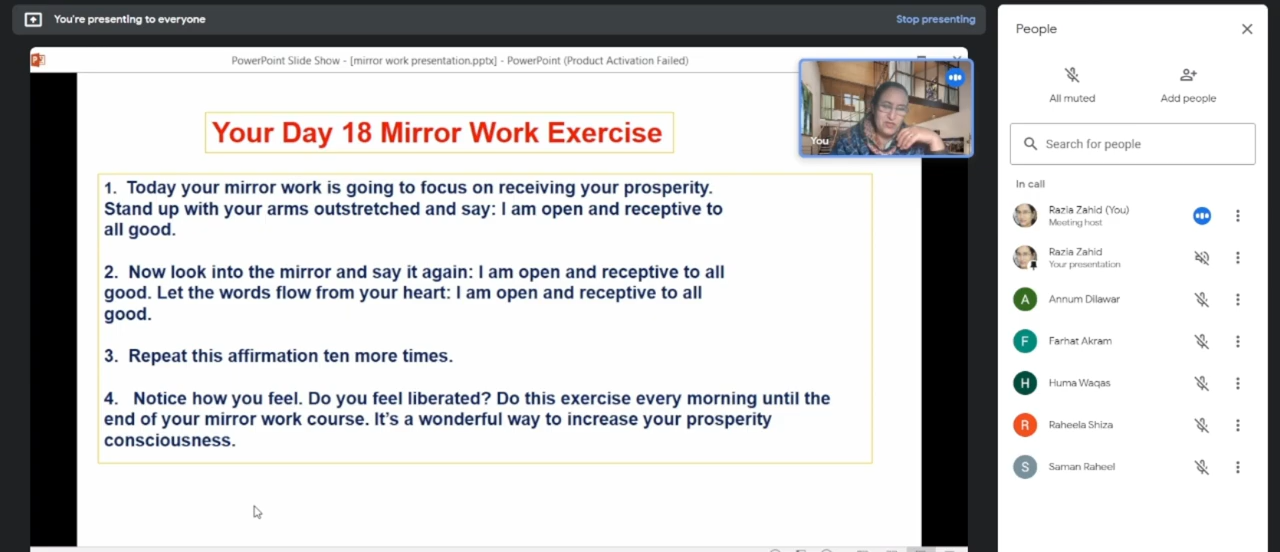 You're presenting to everyone
Stop presenting
PowerPoint Slide Show - [mirror work presentation.pptx] - PowerPoint (Product Activation Failed)
Your Day 18 Mirror Work Exercise
You
1. Today your mirror work is going to focus on receiving your prosperity.
Stand up with your arms outstretched and say: I am open and receptive to
all good.
2. Now look into the mirror and say it again: I am open and receptive to all
good. Let the words flow from your heart: I am open and receptive to all
good.
3. Repeat this affirmation ten more times.
4. Notice how you feel. Do you feel liberated? Do this exercise every morning until the
end of your mirror work course. It's a wonderful way to increase your prosperity
consciousness.
People
All muted
Add people
Search for people
In call
Razia Zahid (You)
Meeting host
Razia Zahid
Your presentation
A
Annum Dilawar
F
Farhat Akram
H
Huma Waqas
R
Raheela Shiza
S
Saman Raheel